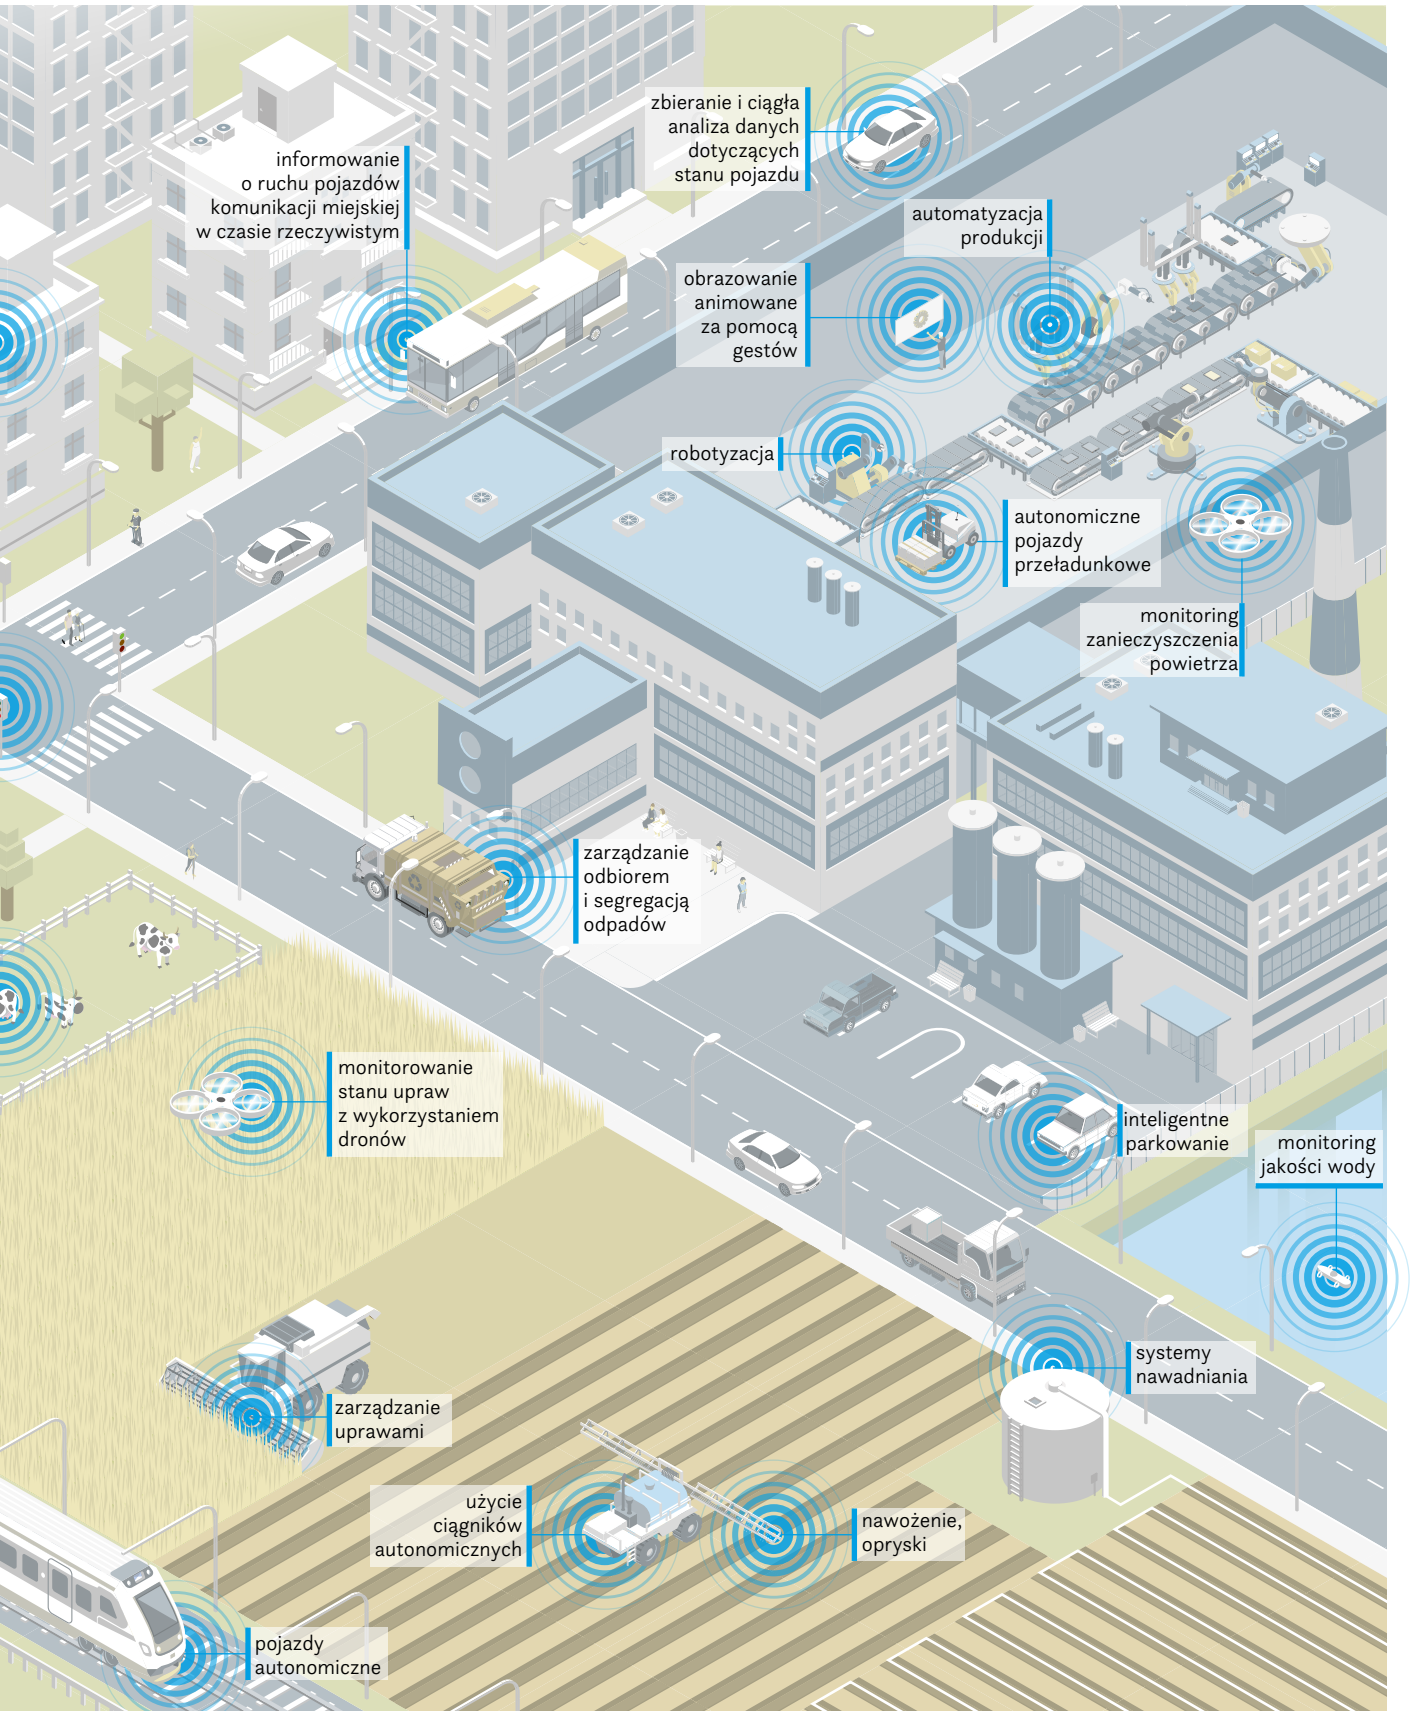 zbieranie i ciągła
analiza danych
dotyczących
stanu pojazdu
informowanie
o ruchu pojazdów
komunikacji miejskiej
w czasie rzeczywistym
automatyzacja
produkcji
obrazowanie
animowane
za pomocą
gestów
robotyzacja
autonomiczne
pojazdy
przeładunkowe
monitoring
zanieczyszczenia
powietrza
zarządzanie
odbiorem
i segregacją
odpadów
monitorowanie
stanu upraw
z wykorzystaniem
dronów
inteligentne
parkowanie
monitoring
jakości wody
systemy
nawadniania
zarządzanie
uprawami
użycie
ciągników
autonomicznych
nawożenie,
opryski
pojazdy
autonomiczne